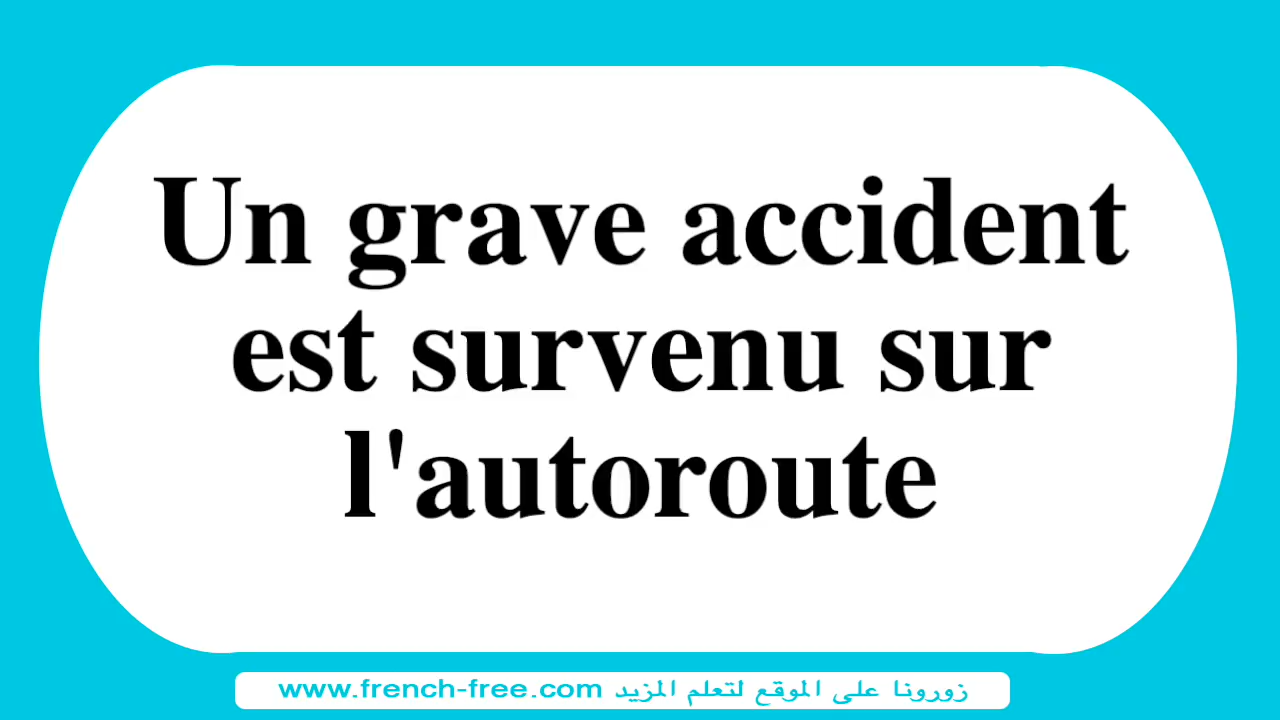 Un grave accident
est survenu sur
l'autoroute
زورونا على الموقع لتعلم المزيد www.french-free.com